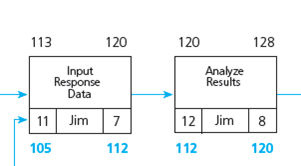 113 120 120 128
Input Response Data
Analyze Results
11 Jim 7
12 Jim 8
105 112 112 120